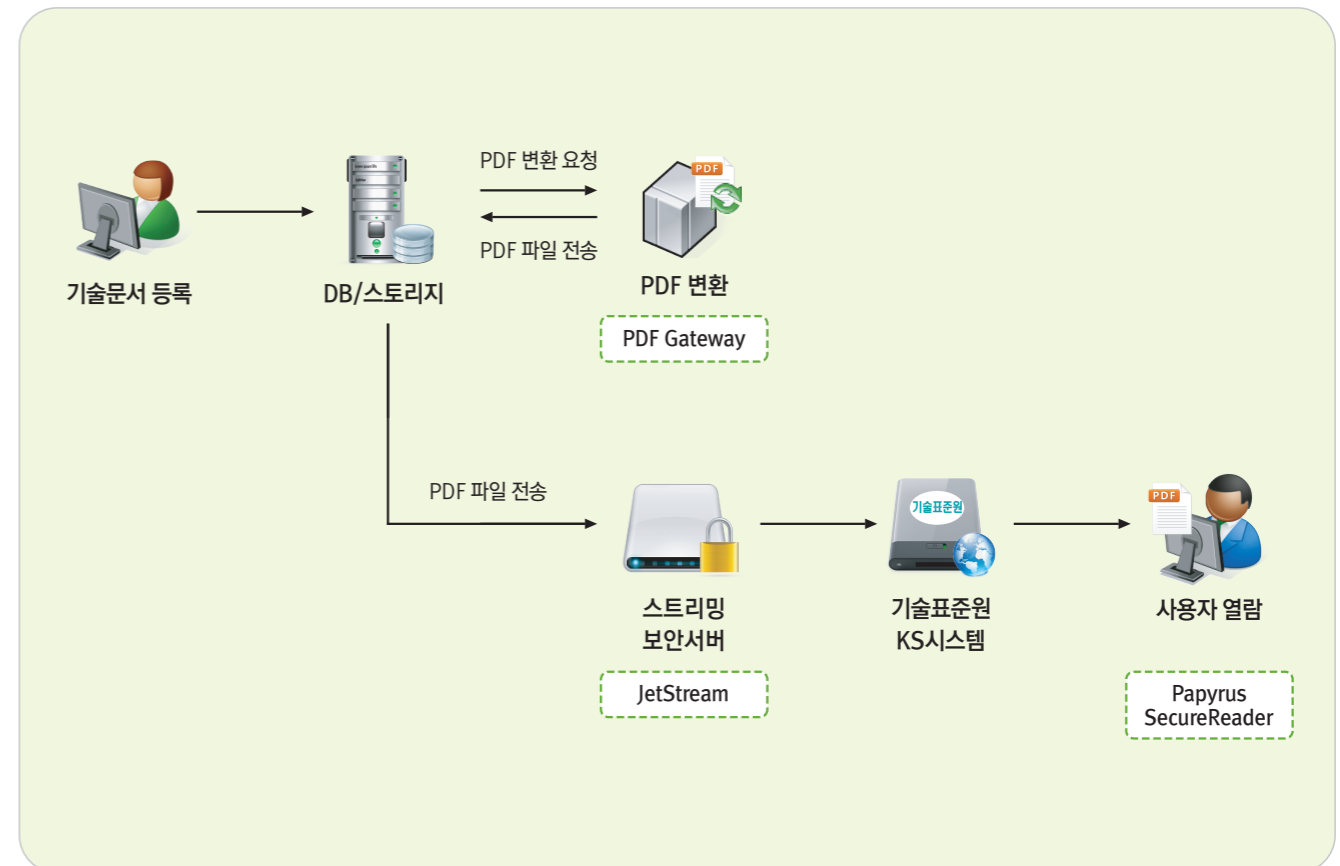 PDF 변환 요청
PDF
PDF 파일 전송
기술문서 등록
DB/스토리지
PDF 변환
PDF Gateway
PDF 파일 전송
기술표준원
PDF
스트리밍
보안서버
기술표준원
KS시스템
사용자 열람
JetStream
Papyrus
SecureReader